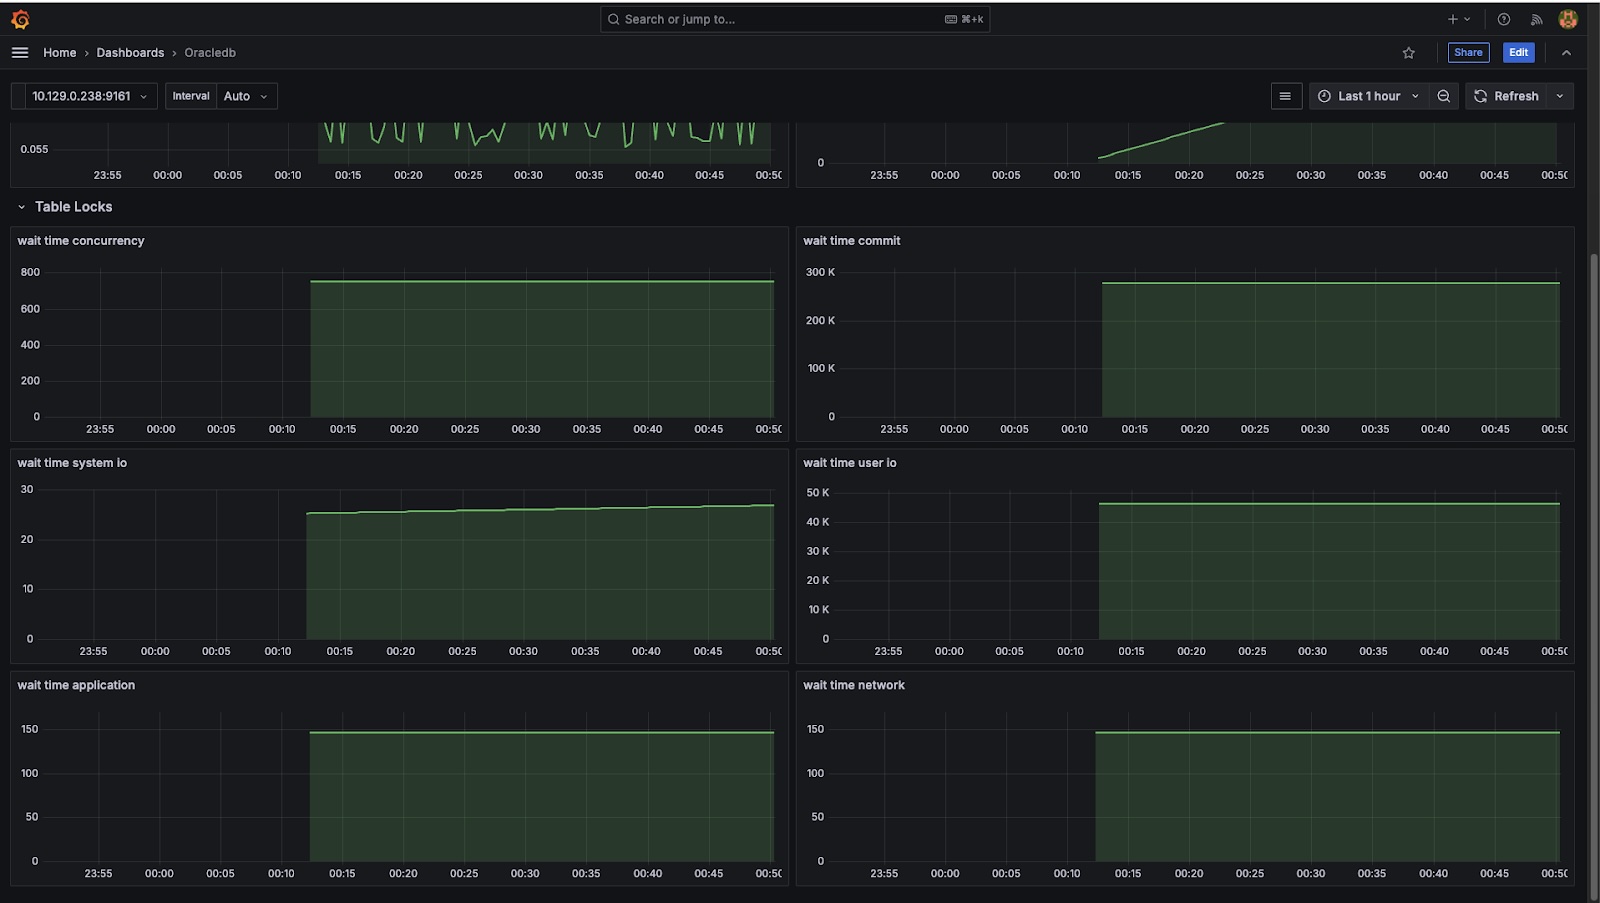 Search or jump to... ⌘+k
Home › Dashboards › Oracledb
Share
Edit
10.129.0.238:9161
Interval
Auto
Last 1 hour
Refresh
0.055
23:55 00:00 00:05 00:10 00:15 00:20 00:25 00:30 00:35 00:40 00:45 00:50
0
23:55 00:00 00:05 00:10 00:15 00:20 00:25 00:30 00:35 00:40 00:45 00:50
Table Locks
wait time concurrency
800
600
400
200
0
23:55 00:00 00:05 00:10 00:15 00:20 00:25 00:30 00:35 00:40 00:45 00:50
wait time commit
300 K
200 K
100 K
0
23:55 00:00 00:05 00:10 00:15 00:20 00:25 00:30 00:35 00:40 00:45 00:50
wait time system io
30
20
10
0
23:55 00:00 00:05 00:10 00:15 00:20 00:25 00:30 00:35 00:40 00:45 00:50
wait time user io
50 K
40 K
30 K
20 K
10 K
0
23:55 00:00 00:05 00:10 00:15 00:20 00:25 00:30 00:35 00:40 00:45 00:50
wait time application
150
100
50
0
23:55 00:00 00:05 00:10 00:15 00:20 00:25 00:30 00:35 00:40 00:45 00:50
wait time network
150
100
50
0
23:55 00:00 00:05 00:10 00:15 00:20 00:25 00:30 00:35 00:40 00:45 00:50